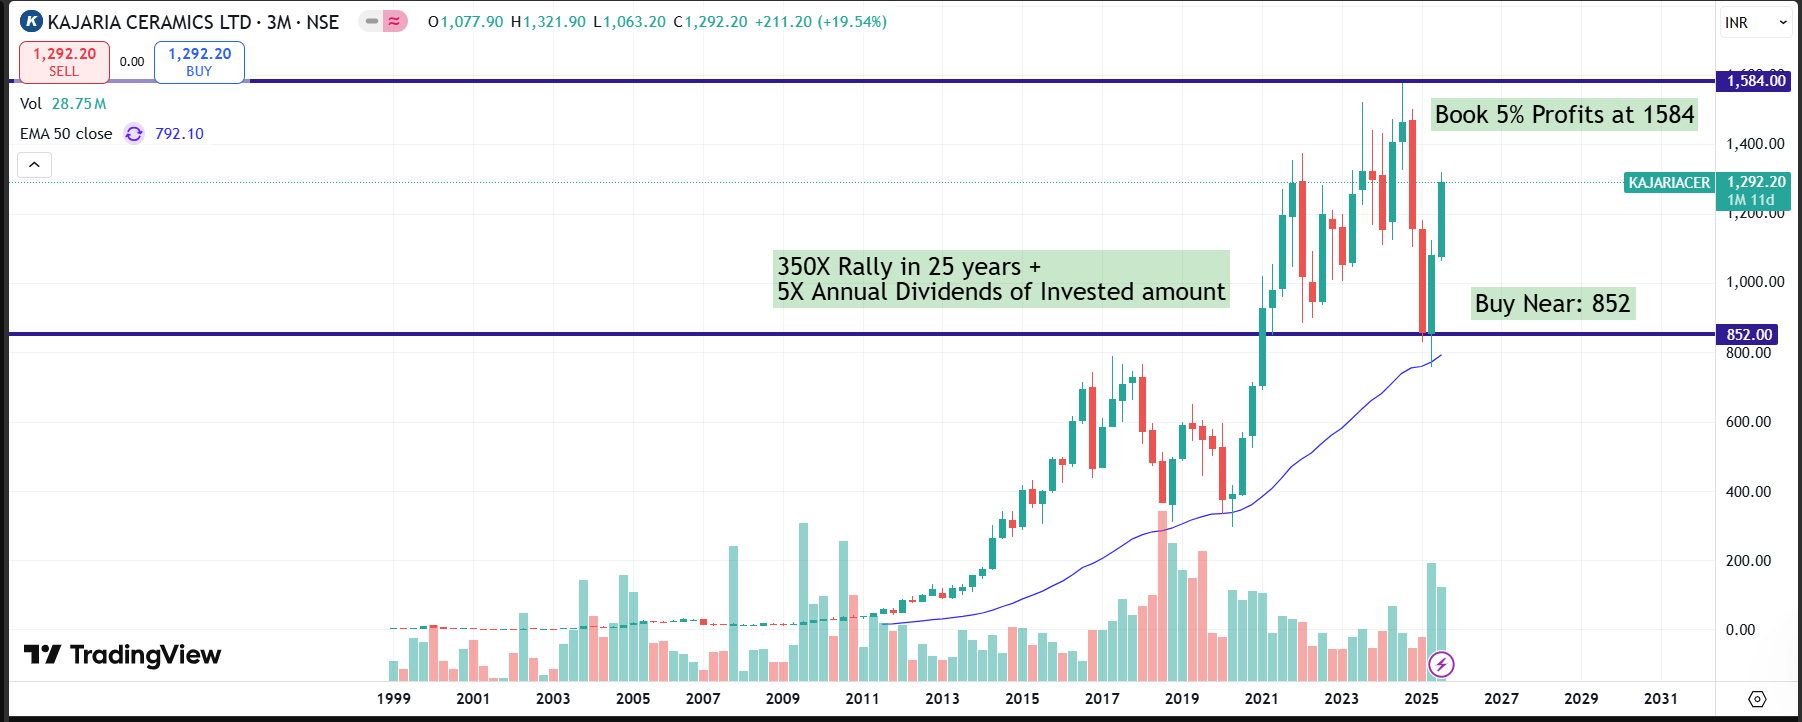 KAJARIA CERAMICS LTD · 3M · NSE
O1,077.90 H1,321.90 L1,063.20 C1,292.20 +211.20 (+19.54%)
INR
1,292.20
SELL
0.00
1,292.20
BUY
1,584.00
Vol 28.75M
Book 5% Profits at 1584
EMA 50 close 792.10
1,400.00
KAJARIACER
1,292.20
1M 11d
1,200.00
350X Rally in 25 years +
5X Annual Dividends of Invested amount
1,000.00
Buy Near: 852
852.00
800.00
600.00
400.00
200.00
0.00
TradingView
1999 2001 2003 2005 2007 2009 2011 2013 2015 2017 2019 2021 2023 2025 2027 2029 2031